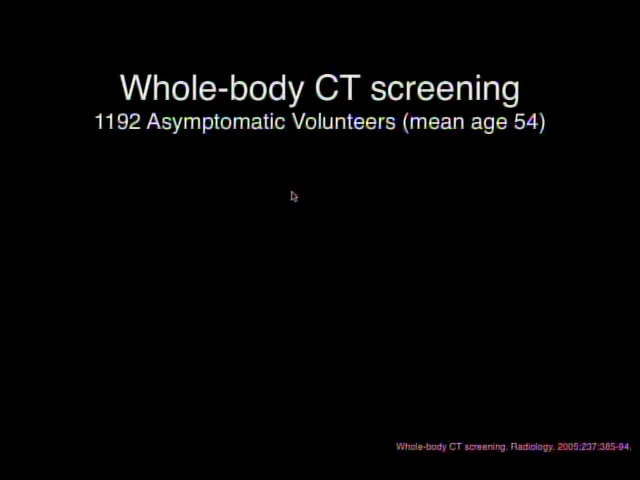 Whole-body CT screening
1192 Asymptomatic Volunteers (mean age 54)
Whole-body CT screening, Radiology. 2005;237:385-94.